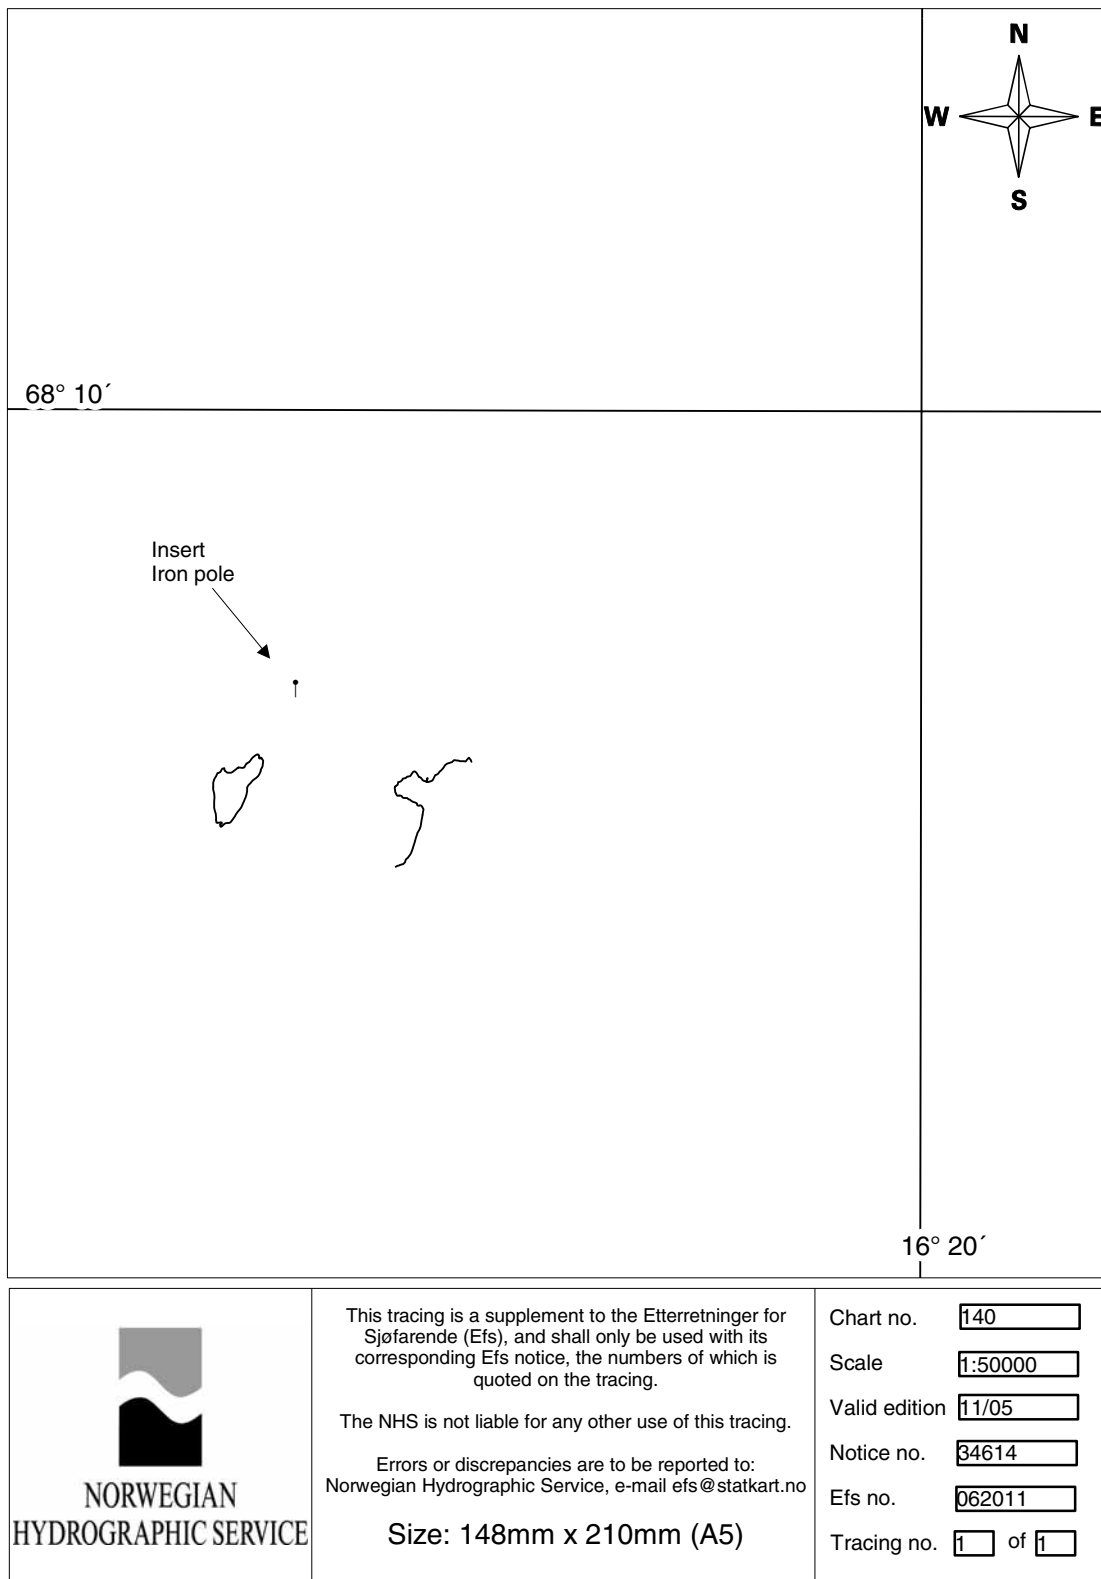 N
W
E
S
68° 10´
Insert
Iron pole
16° 20´
NORWEGIAN
HYDROGRAPHIC SERVICE
This tracing is a supplement to the Etterretninger for
Sjøfarende (Efs), and shall only be used with its
corresponding Efs notice, the numbers of which is
quoted on the tracing.
The NHS is not liable for any other use of this tracing.
Errors or discrepancies are to be reported to:
Norwegian Hydrographic Service, e-mail efs@statkart.no
Size: 148mm x 210mm (A5)
Chart no. 140
Scale 1:50000
Valid edition 11/05
Notice no. 34614
Efs no. 062011
Tracing no. 1 of 1